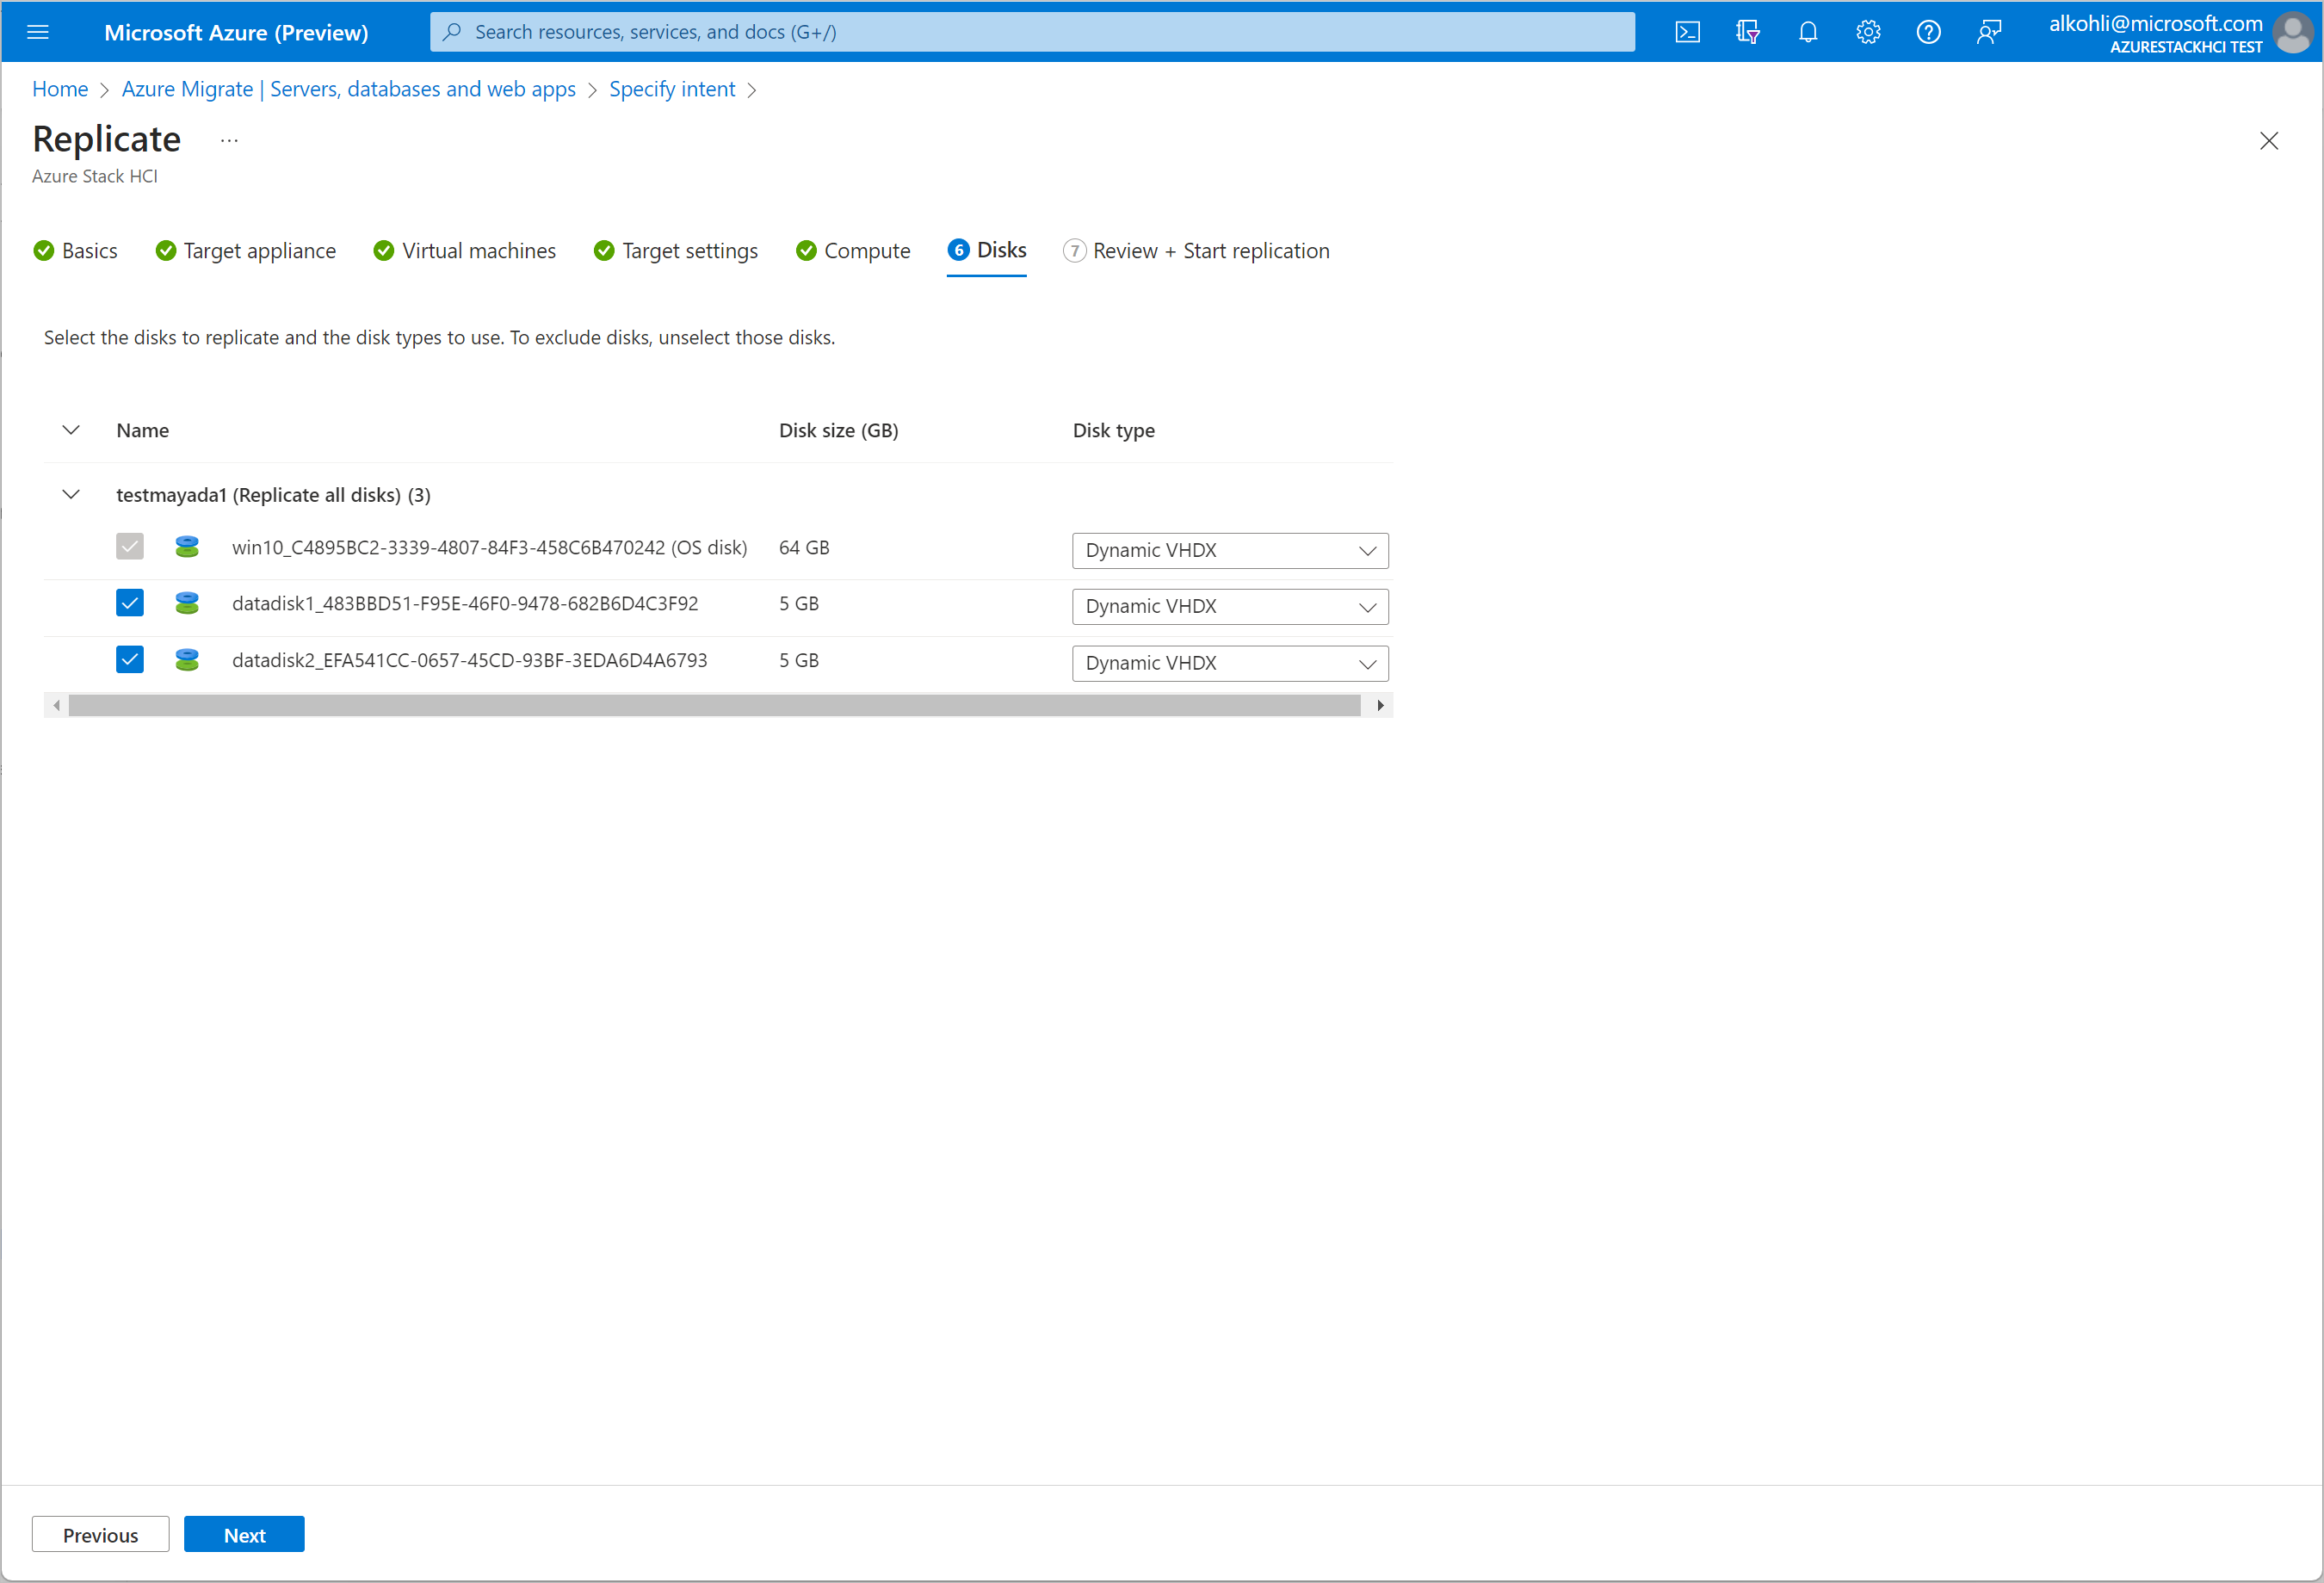 Microsoft Azure (Preview)
Search resources, services, and docs (G+/)
alkohli@microsoft.com
AZURESTACKHCI TEST
Home > Azure Migrate | Servers, databases and web apps > Specify intent >
Replicate ...
Azure Stack HCI
Basics Target appliance Virtual machines Target settings Compute 6 Disks 7 Review + Start replication
Select the disks to replicate and the disk types to use. To exclude disks, unselect those disks.
Name Disk size (GB) Disk type
testmayada1 (Replicate all disks) (3)
win10_C4895BC2-3339-4807-84F3-458C6B470242 (OS disk) 64 GB Dynamic VHDX
datadisk1_483BBD51-F95E-46F0-9478-682B6D4C3F92 5 GB Dynamic VHDX
datadisk2_EFA541CC-0657-45CD-93BF-3EDA6D4A6793 5 GB Dynamic VHDX
Previous Next